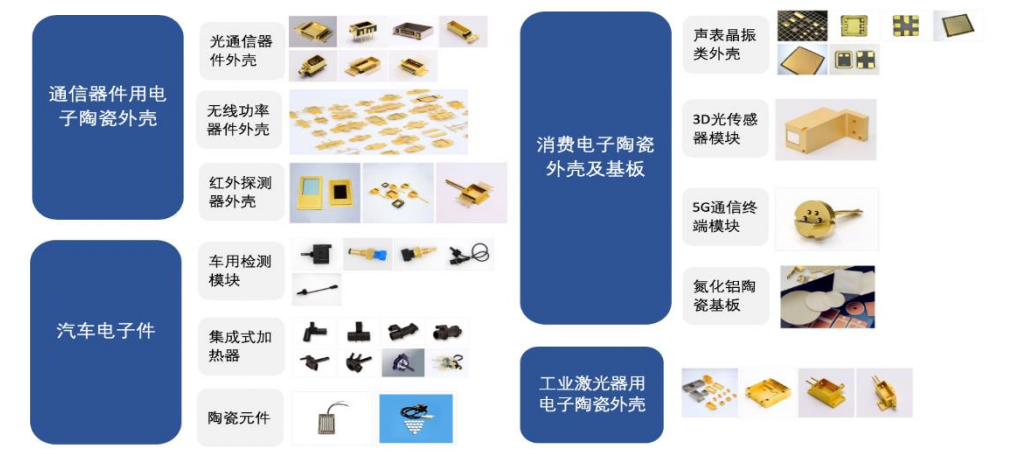 通信器件用电
子陶瓷外壳
光通信器
件外壳
无线功率
器件外壳
红外探测
器外壳
汽车电子件
车用检测
模块
集成式加
热器
陶瓷元件
消费电子陶瓷
外壳及基板
声表晶振
类外壳
3D光传感
器模块
5G通信终
端模块
氮化铝陶
瓷基板
工业激光器用
电子陶瓷外壳